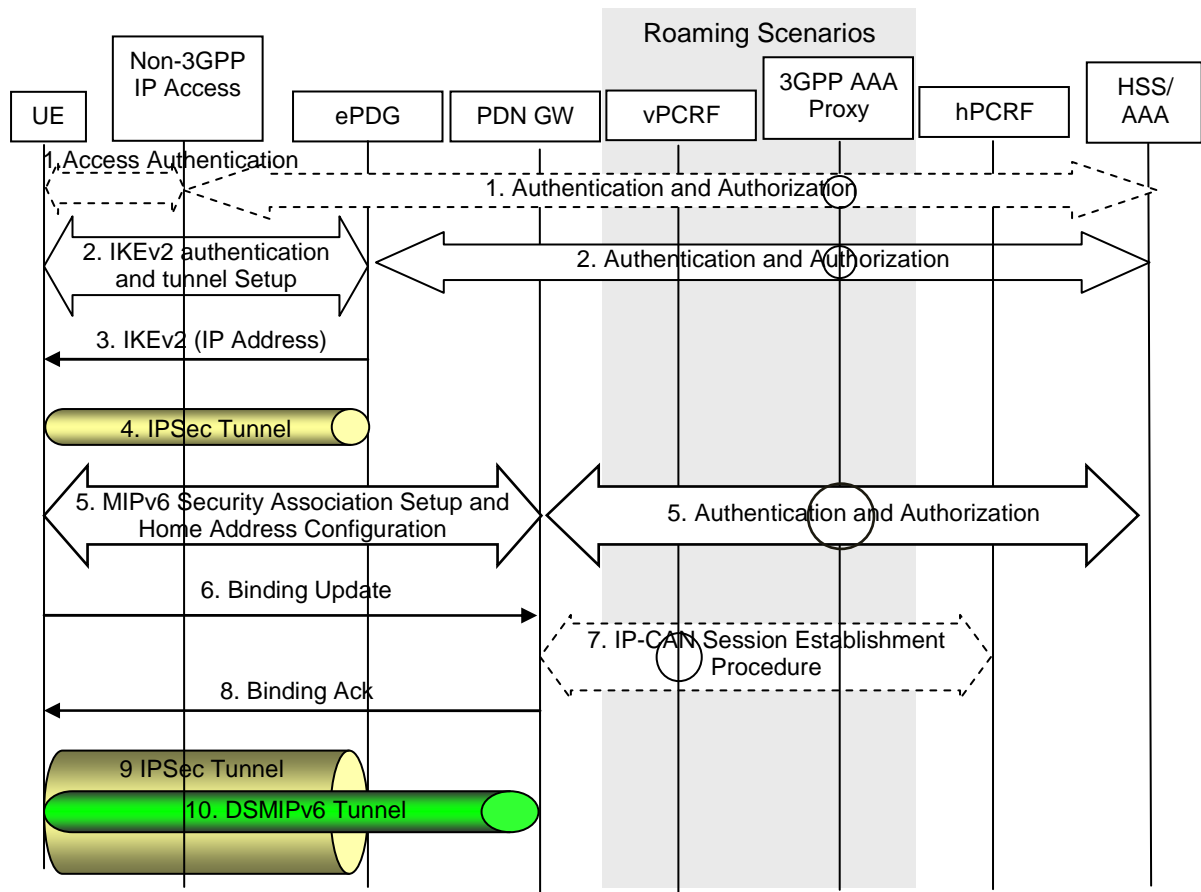 Roaming Scenarios
UE
Non-3GPP
IP Access
ePDG
PDN GW
vPCRF
3GPP AAA
Proxy
hPCRF
HSS/
AAA
1.Access Authentication
1. Authentication and Authorization
2. IKEv2 authentication
and tunnel Setup
2. Authentication and Authorization
3. IKEv2 (IP Address)
4. IPSec Tunnel
5. MIPv6 Security Association Setup and
Home Address Configuration
5. Authentication and Authorization
6. Binding Update
7. IP-CAN Session Establishment
Procedure
8. Binding Ack
9 IPSec Tunnel
10. DSMIPv6 Tunnel